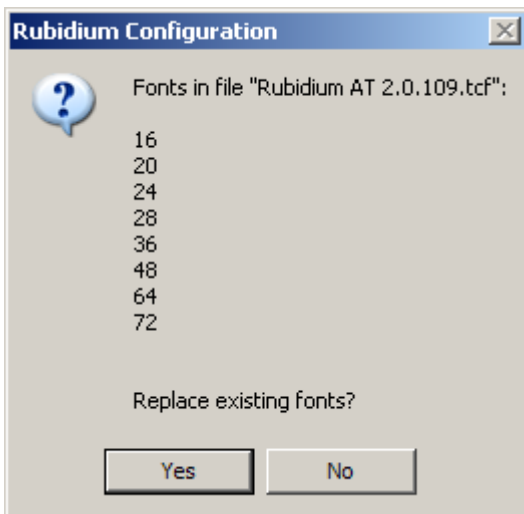 Rubidium Configuration
Fonts in file "Rubidium AT 2.0.109.tcf":
16
20
24
28
36
48
64
72
Replace existing fonts?
Yes
No